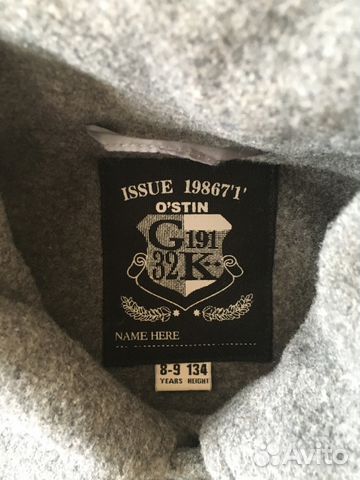 ISSUE 19867'1'
O'STIN
G 191
32 K
NAME HERE
8-9 134
YEARS HEIGHT
Avito